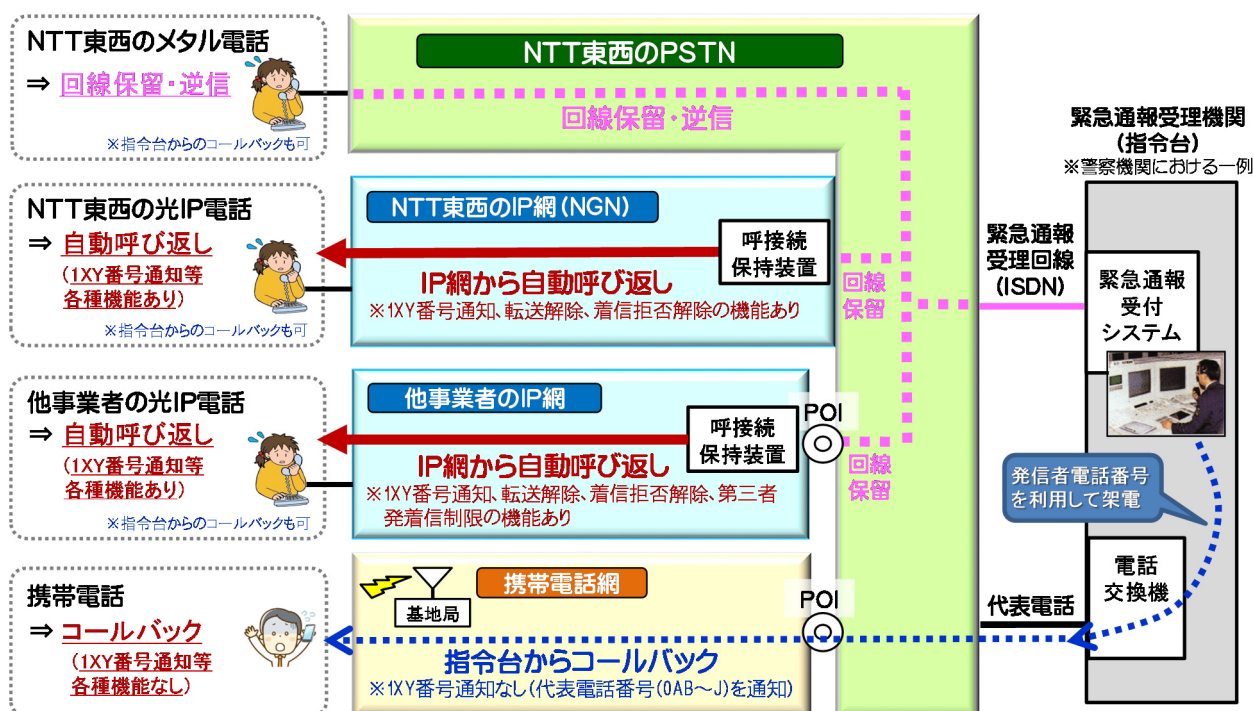 NTT東西のメタル電話
⇒ 回線保留・逆信
※指令台からのコールバックも可
NTT東西のPSTN
回線保留・逆信
緊急通報受理機関
(指令台)
※警察機関における一例
NTT東西の光IP電話
⇒ 自動呼び返し
(1XY番号通知等
各種機能あり)
※指令台からのコールバックも可
NTT東西のIP網(NGN)
呼接続
保持装置
IP網から自動呼び返し
※1XY番号通知、転送解除、着信拒否解除の機能あり
回線
保留
緊急通報
受理回線
(ISDN)
緊急通報
受付
システム
他事業者の光IP電話
⇒ 自動呼び返し
(1XY番号通知等
各種機能あり)
※指令台からのコールバックも可
他事業者のIP網
呼接続
保持装置
POI
IP網から自動呼び返し
※1XY番号通知、転送解除、着信拒否解除、第三者
発着信制限の機能あり
回線
保留
発信者電話番号
を利用して架電
携帯電話
⇒ コールバック
(1XY番号通知等
各種機能なし)
基地局
携帯電話網
POI
指令台からコールバック
※1XY番号通知なし(代表電話番号(0AB～J)を通知)
代表電話
電話
交換機